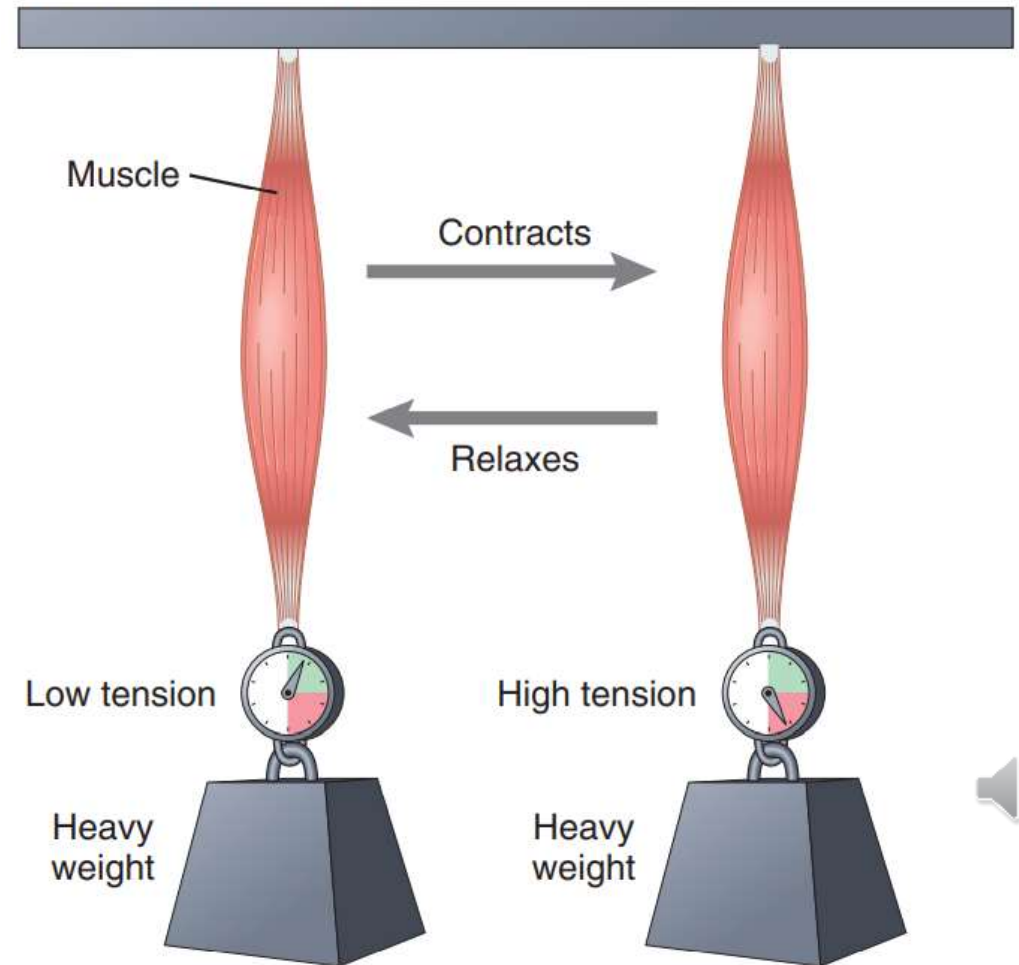 Muscle
Contracts
Relaxes
Low tension
High tension
Heavy
weight
Heavy
weight